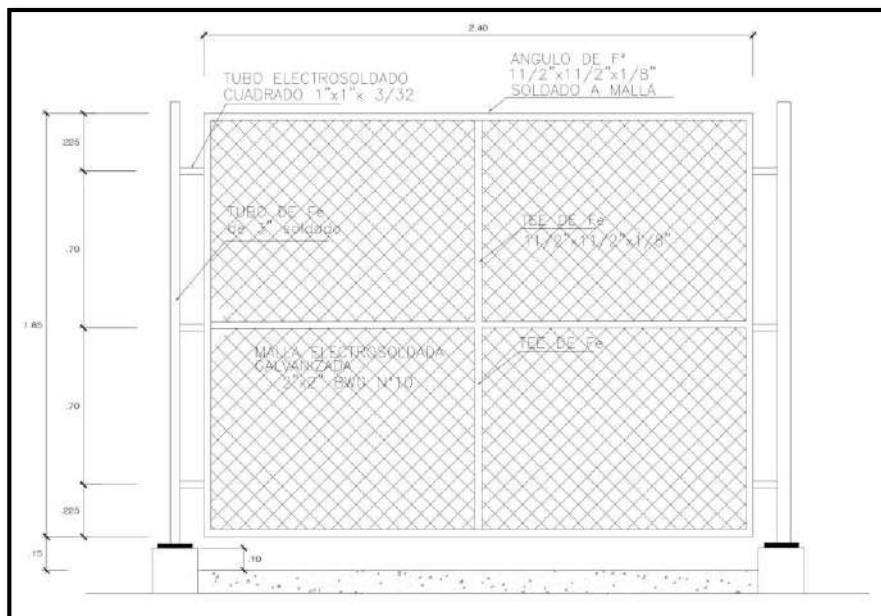 2.40
ANGULO DE Fº
11/2"x11/2"x1/8"
SOLDADO A MALLA
TUBO ELECTROSOLDADO
CUADRADO 1"x1"x 3/32
.225
TUBO DE Fe.
de 3" soldado
TEE DE Fe
11/2"x11/2"x1/8"
.70
1.85
TEE DE Fe
MALLA ELECTROSOLDADA
GALVANIZADA
2"x2" BWG N°10
.70
.225
.15
.10